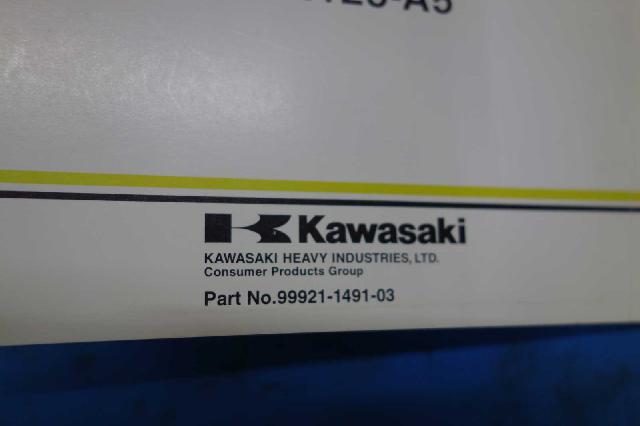 Kawasaki
KAWASAKI HEAVY INDUSTRIES, LTD.
Consumer Products Group
Part No.99921-1491-03